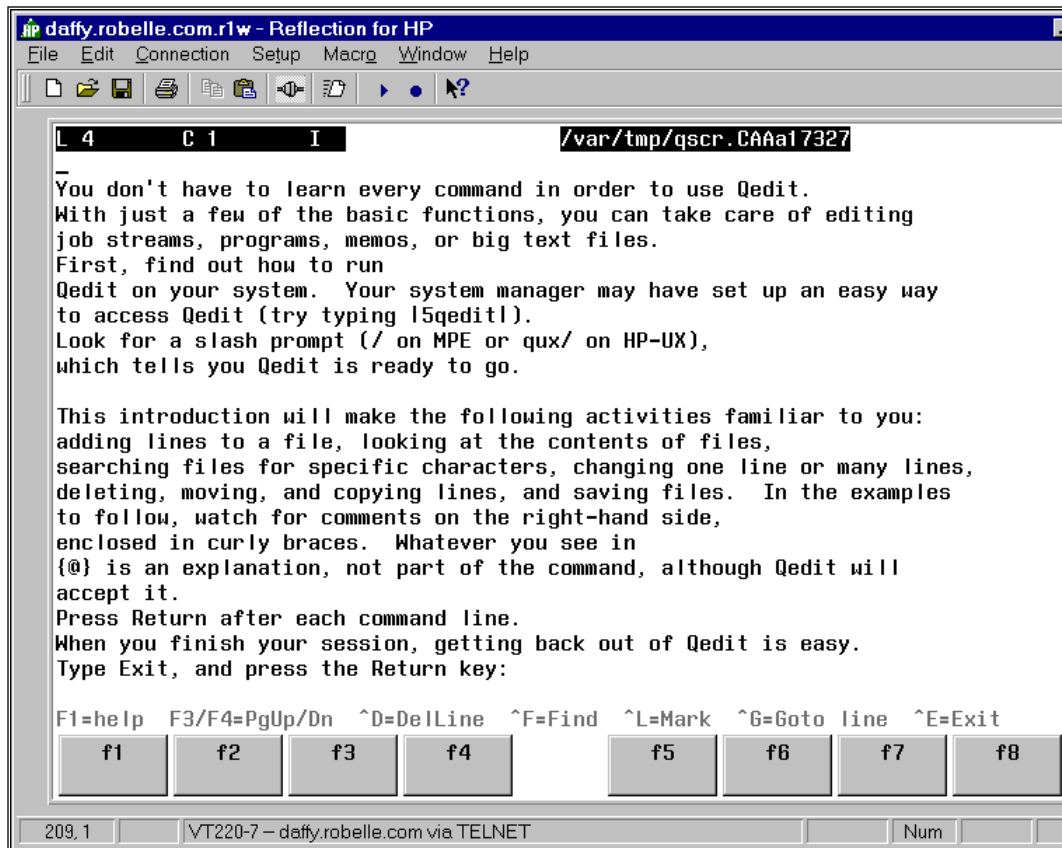 daffy.robelle.com.r1w - Reflection for HP
File Edit Connection Setup Macro Window Help
L 4 C 1 I /var/tmp/qscr.CAAa17327
You don't have to learn every command in order to use Qedit.
With just a few of the basic functions, you can take care of editing
job streams, programs, memos, or big text files.
First, find out how to run
Qedit on your system.  Your system manager may have set up an easy way
to access Qedit (try typing |5qedit|).
Look for a slash prompt (/ on MPE or qux/ on HP-UX),
which tells you Qedit is ready to go.
This introduction will make the following activities familiar to you:
adding lines to a file, looking at the contents of files,
searching files for specific characters, changing one line or many lines,
deleting, moving, and copying lines, and saving files.  In the examples
to follow, watch for comments on the right-hand side,
enclosed in curly braces.  Whatever you see in
{@} is an explanation, not part of the command, although Qedit will
accept it.
Press Return after each command line.
When you finish your session, getting back out of Qedit is easy.
Type Exit, and press the Return key:
F1=help F3/F4=PgUp/Dn ^D=DelLine ^F=Find ^L=Mark ^G=Goto line ^E=Exit
f1 f2 f3 f4 f5 f6 f7 f8
209, 1 VT220-7 – daffy.robelle.com via TELNET Num